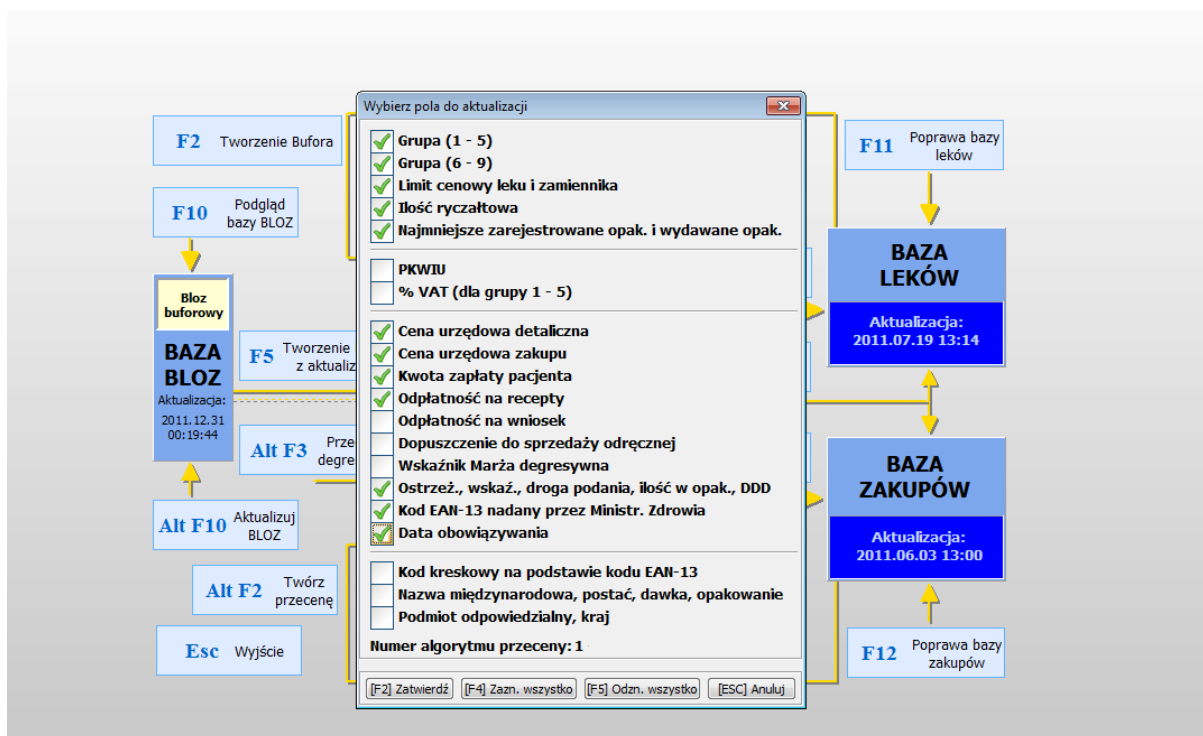 Wybierz pola do aktualizacji
Grupa (1 - 5)
Grupa (6 - 9)
Limit cenowy leku i zamiennika
Ilość ryczałtowa
Najmniejsze zarejestrowane opak. i wydawane opak.
PKWIU
% VAT (dla grupy 1 - 5)
Cena urzędowa detaliczna
Cena urzędowa zakupu
Kwota zapłaty pacjenta
Odpłatność na recepty
Odpłatność na wniosek
Dopuszczenie do sprzedaży odręcznej
Wskaźnik Marża degresywna
Ostrzeż., wskaź., droga podania, ilość w opak., DDD
Kod EAN-13 nadany przez Ministr. Zdrowia
Data obowiązywania
Kod kreskowy na podstawie kodu EAN-13
Nazwa międzynarodowa, postać, dawka, opakowanie
Podmiot odpowiedzialny, kraj
Numer algorytmu przeceny: 1
[F2] Zatwierdź [F4] Zazn. wszystko [F5] Odzn. wszystko [ESC] Anuluj
F2 Tworzenie Bufora
F10 Podgląd
bazy BLOZ
Bloz
buforowy
BAZA
BLOZ
Aktualizacja:
2011.12.31
00:19:44
F5 Tworzenie
z aktualiz
Alt F3 Prze
degre
Alt F10 Aktualizuj
BLOZ
Alt F2 Twórz
przecenę
Esc Wyjście
F11 Poprawa bazy
leków
BAZA
LEKÓW
Aktualizacja:
2011.07.19 13:14
BAZA
ZAKUPÓW
Aktualizacja:
2011.06.03 13:00
F12 Poprawa bazy
zakupów